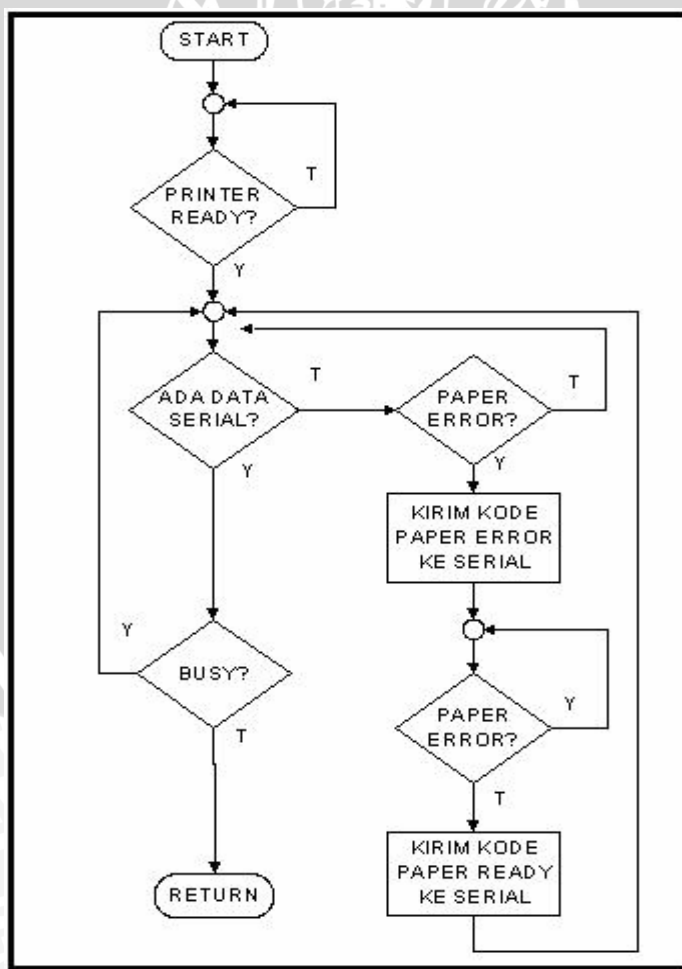 START
T
PRINTER
READY?
Y
T
T
ADA DATA
SERIAL?
PAPER
ERROR?
Y
Y
KIRIM KODE
PAPER ERROR
KE SERIAL
Y
BUSY?
T
PAPER
ERROR?
Y
T
KIRIM KODE
PAPER READY
KE SERIAL
RETURN